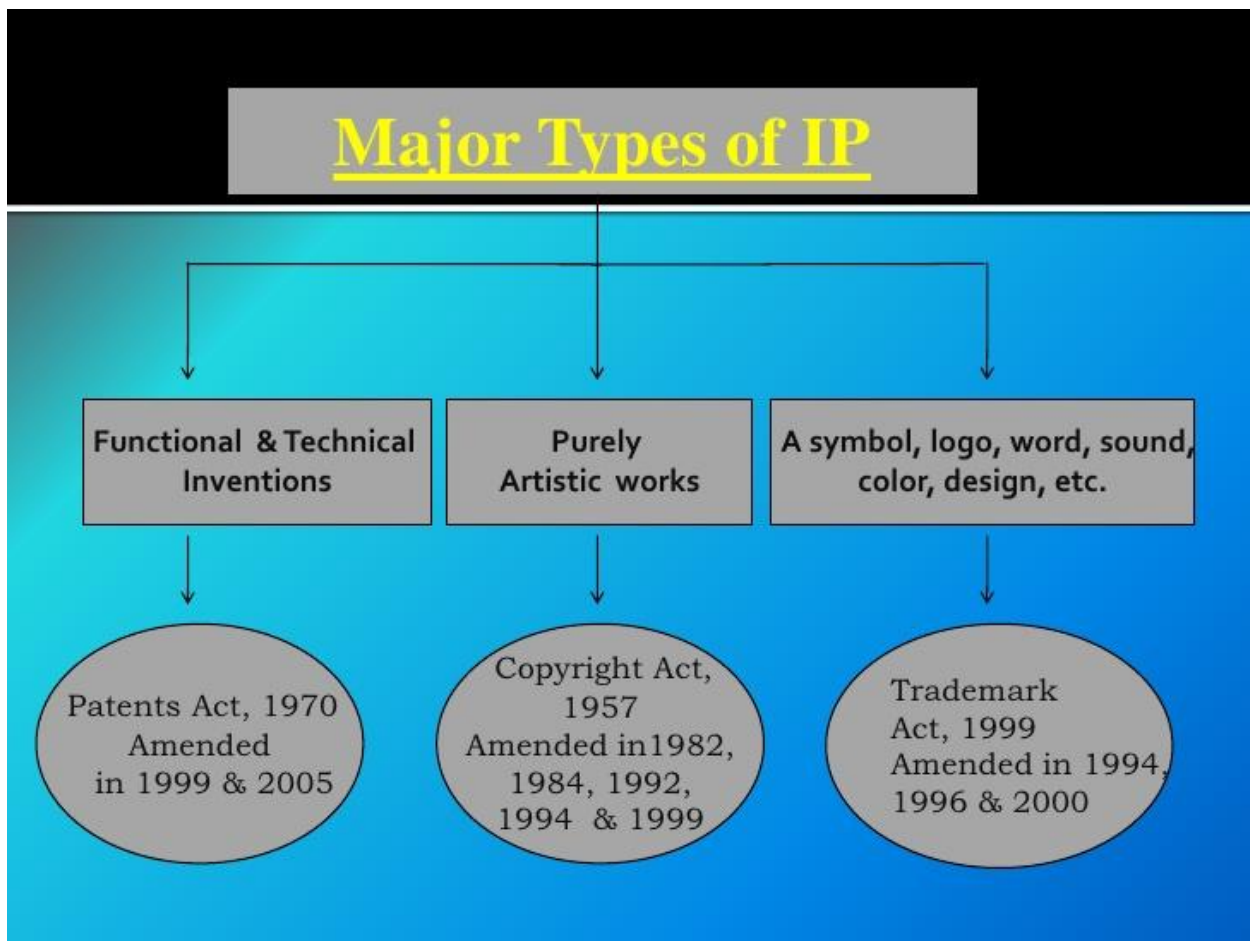 Major Types of IP
Functional & Technical
Inventions
Purely
Artistic works
A symbol, logo, word, sound,
color, design, etc.
Patents Act, 1970
Amended
in 1999 & 2005
Copyright Act,
1957
Amended in1982,
1984, 1992,
1994 & 1999
Trademark
Act, 1999
Amended in 1994,
1996 & 2000